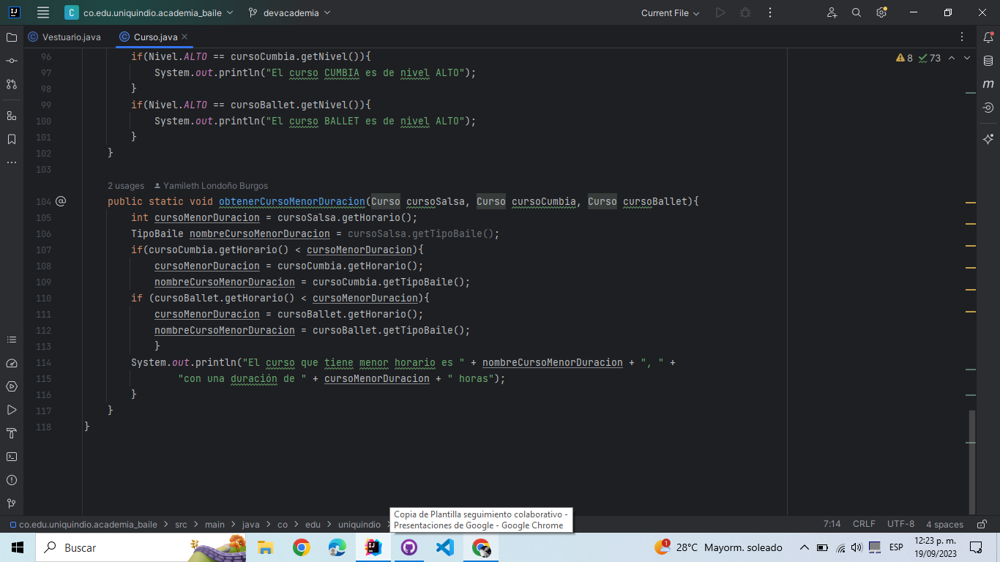 co.edu.uniquindio.academia_baile
devacademia
Current File
Vestuario.java
Curso.java
8 73
96 if(Nivel.ALTO == cursoCumbia.getNivel()){
97 System.out.println("El curso CUMBIA es de nivel ALTO");
98 }
99 if(Nivel.ALTO == cursoBallet.getNivel()){
100 System.out.println("El curso BALLET es de nivel ALTO");
101 }
102 }
103
2 usages Yamileth Londoño Burgos
104 public static void obtenerCursoMenorDuracion(Curso cursoSalsa, Curso cursoCumbia, Curso cursoBallet){
105 int cursoMenorDuracion = cursoSalsa.getHorario();
106 TipoBaile nombreCursoMenorDuracion = cursoSalsa.getTipoBaile();
107 if(cursoCumbia.getHorario() < cursoMenorDuracion){
108 cursoMenorDuracion = cursoCumbia.getHorario();
109 nombreCursoMenorDuracion = cursoCumbia.getTipoBaile();
110 if (cursoBallet.getHorario() < cursoMenorDuracion){
111 cursoMenorDuracion = cursoBallet.getHorario();
112 nombreCursoMenorDuracion = cursoBallet.getTipoBaile();
113 }
114 System.out.println("El curso que tiene menor horario es " + nombreCursoMenorDuracion + ", " +
115 "con una duración de " + cursoMenorDuracion + " horas");
116 }
117 }
118 }
Copia de Plantilla seguimiento colaborativo -
Presentaciones de Google - Google Chrome
co.edu.uniquindio.academia_baile > src > main > java > co > edu > uniquindio
7:14 CRLF UTF-8 4 spaces
Buscar
1
28°C Mayorm. soleado
ESP
12:23 p. m.
19/09/2023